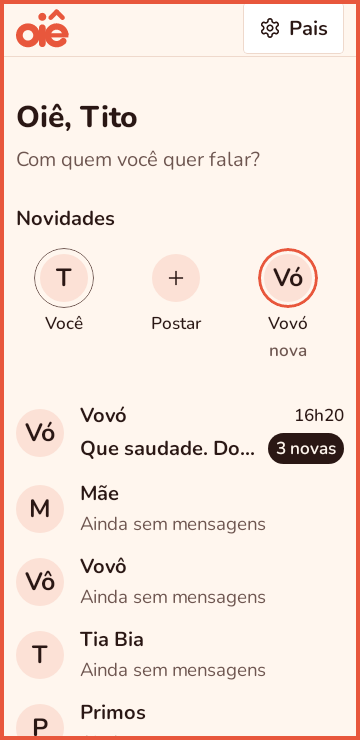 oiê
Pais
Oiê, Tito
Com quem você quer falar?
Novidades
T
+
Vó
Você
Postar
Vovó
nova
Vó
Vovó
16h20
Que saudade. Do...
3 novas
M
Mãe
Ainda sem mensagens
Vô
Vovô
Ainda sem mensagens
T
Tia Bia
Ainda sem mensagens
P
Primos